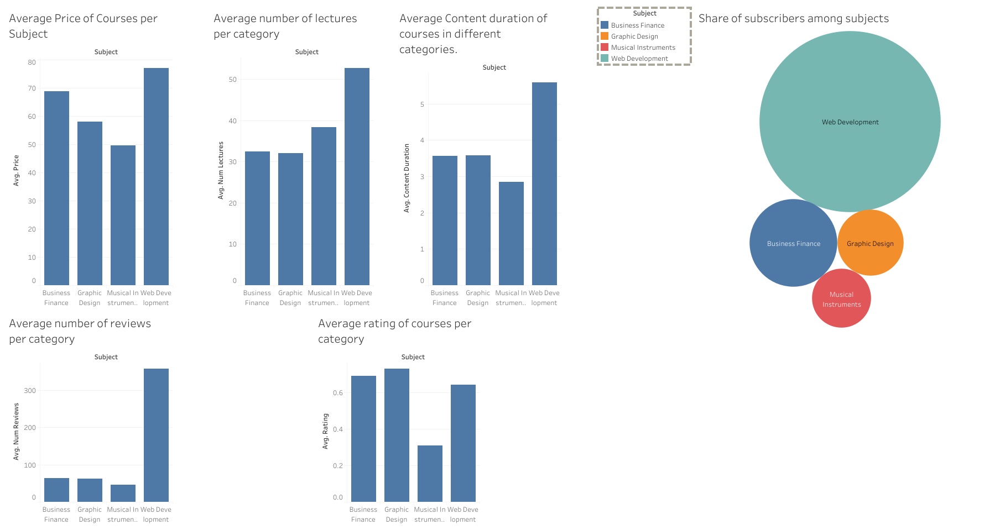 Average Price of Courses per
Subject
Subject
80
70
60
50
40
30
20
10
0
Avg. Price
Business
Finance
Graphic
Design
Musical In
strumen..
Web Deve
lopment
Average number of lectures
per category
Subject
50
40
30
20
10
0
Avg. Num Lectures
Business
Finance
Graphic
Design
Musical In
strumen..
Web Deve
lopment
Average Content duration of
courses in different
categories.
Subject
5
4
3
2
1
0
Avg. Content Duration
Business
Finance
Graphic
Design
Musical In
strumen..
Web Deve
lopment
Subject
Business Finance
Graphic Design
Musical Instruments
Web Development
Share of subscribers among subjects
Web Development
Business Finance
Graphic Design
Musical
Instruments
Average number of reviews
per category
Subject
300
200
100
0
Avg. Num Reviews
Business
Finance
Graphic
Design
Musical In
strumen..
Web Deve
lopment
Average rating of courses per
category
Subject
0.6
0.4
0.2
0.0
Avg. Rating
Business
Finance
Graphic
Design
Musical In
strumen..
Web Deve
lopment